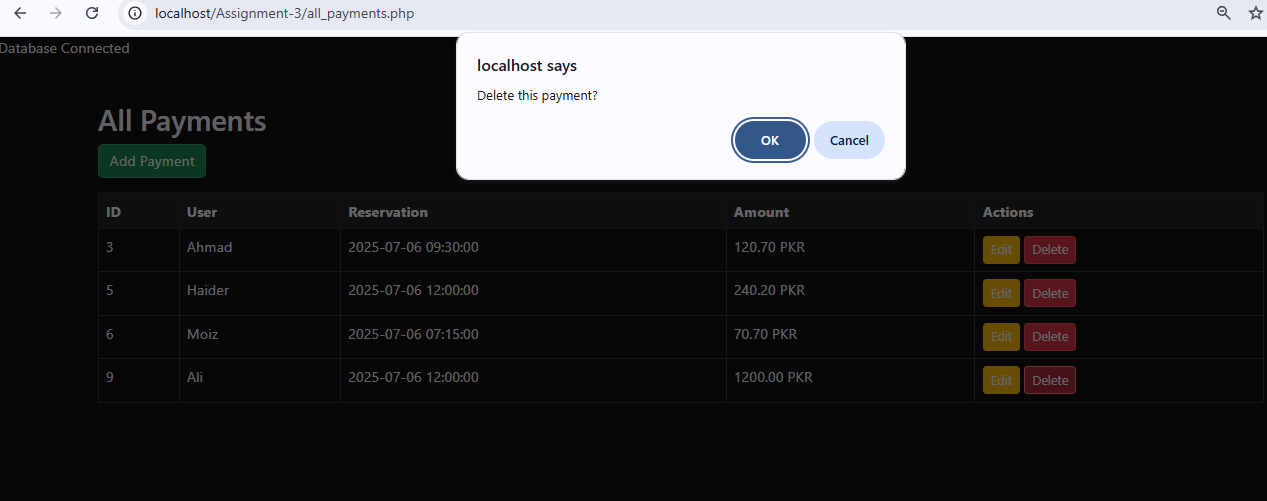 localhost/Assignment-3/all_payments.php
Database Connected
localhost says
Delete this payment?
OK Cancel
All Payments
Add Payment
ID User Reservation Amount Actions
3 Ahmad 2025-07-06 09:30:00 120.70 PKR Edit Delete
5 Haider 2025-07-06 12:00:00 240.20 PKR Edit Delete
6 Moiz 2025-07-06 07:15:00 70.70 PKR Edit Delete
9 Ali 2025-07-06 12:00:00 1200.00 PKR Edit Delete